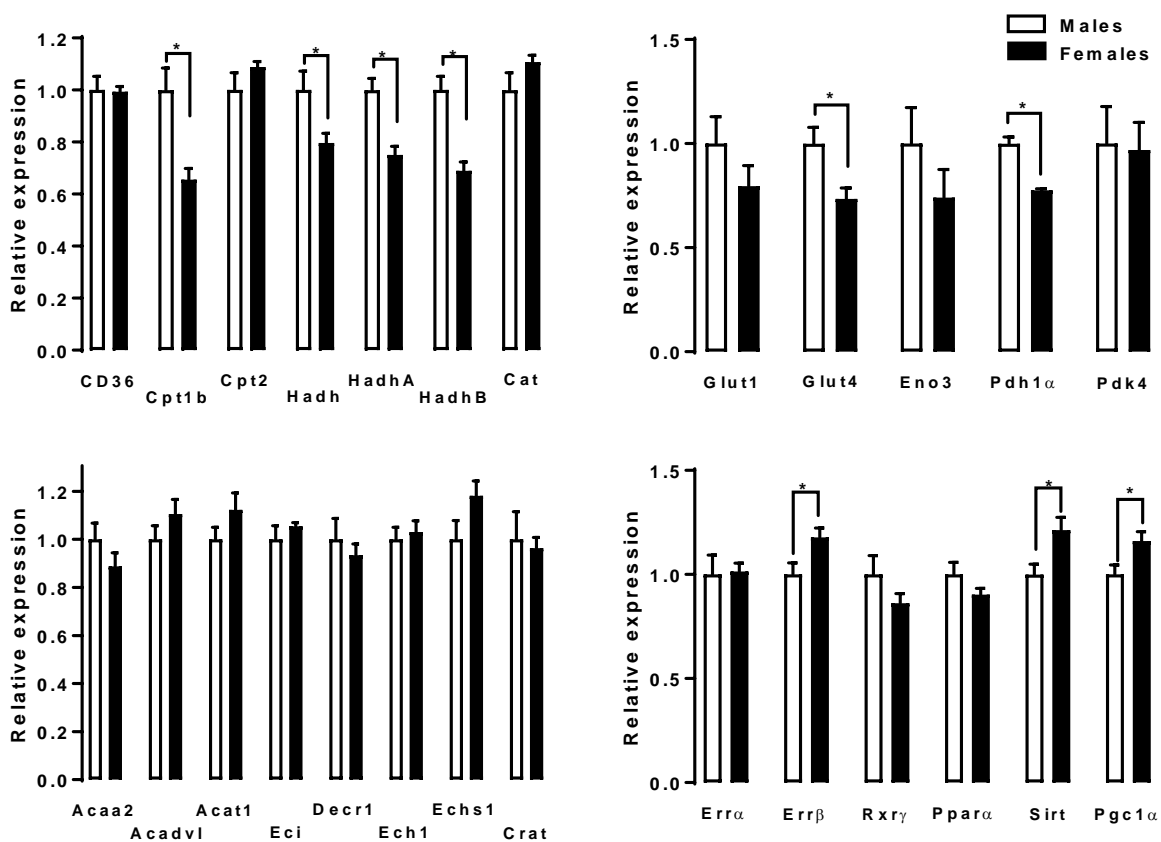 1.2
1.0
0.8
0.6
0.4
0.2
0.0
Relative expression
* * * *
CD36 Cpt1b Cpt2 Hadh HadhA HadhB Cat
Males
Females
1.5
1.0
0.5
0.0
Relative expression
* *
Glut1 Glut4 Eno3 Pdh1α Pdk4
1.2
1.0
0.8
0.6
0.4
0.2
0.0
Relative expression
Acaa2 Acadvl Acat1 Eci Decr1 Ech1 Echs1 Crat
1.5
1.0
0.5
0.0
Relative expression
* * *
Errα Errβ Rxrγ Pparα Sirt Pgc1α